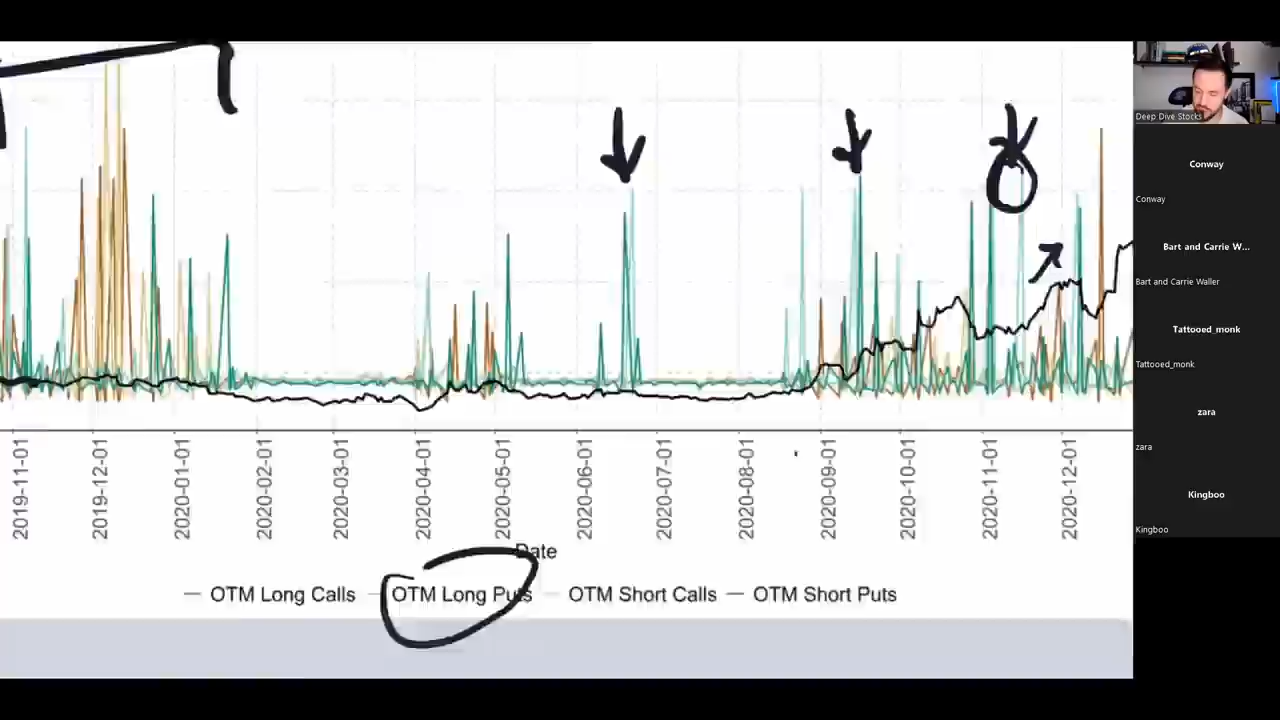 2019-11-01
2019-12-01
2020-01-01
2020-02-01
2020-03-01
2020-04-01
2020-05-01
2020-06-01
2020-07-01
2020-08-01
2020-09-01
2020-10-01
2020-11-01
2020-12-01
Date
OTM Long Calls
OTM Long Puts
OTM Short Calls
OTM Short Puts
Deep Dive Stocks
Conway
Conway
Bart and Carrie W...
Bart and Carrie Waller
Tattooed_monk
Tattooed_monk
zara
zara
Kingboo
Kingboo